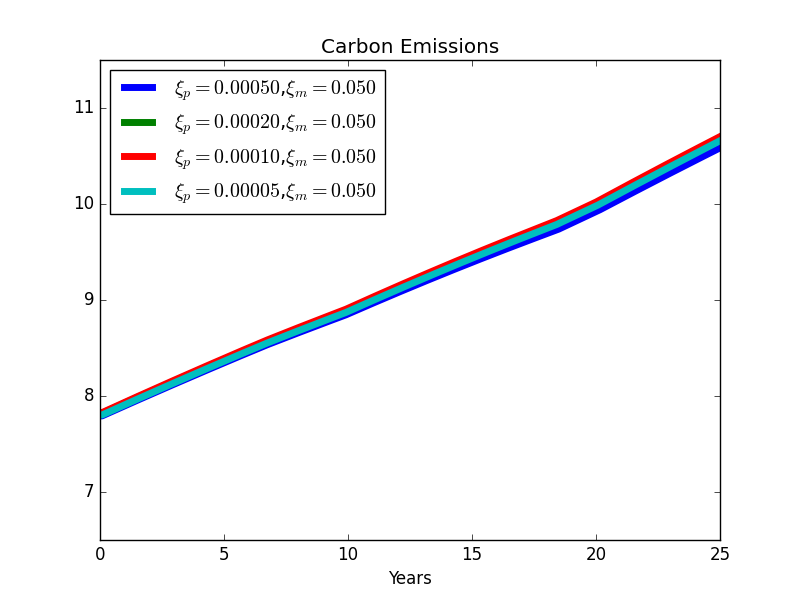 Carbon Emissions
ξₚ = 0.00050,ξₘ = 0.050
ξₚ = 0.00020,ξₘ = 0.050
ξₚ = 0.00010,ξₘ = 0.050
ξₚ = 0.00005,ξₘ = 0.050
11
10
9
8
7
0 5 10 15 20 25
Years